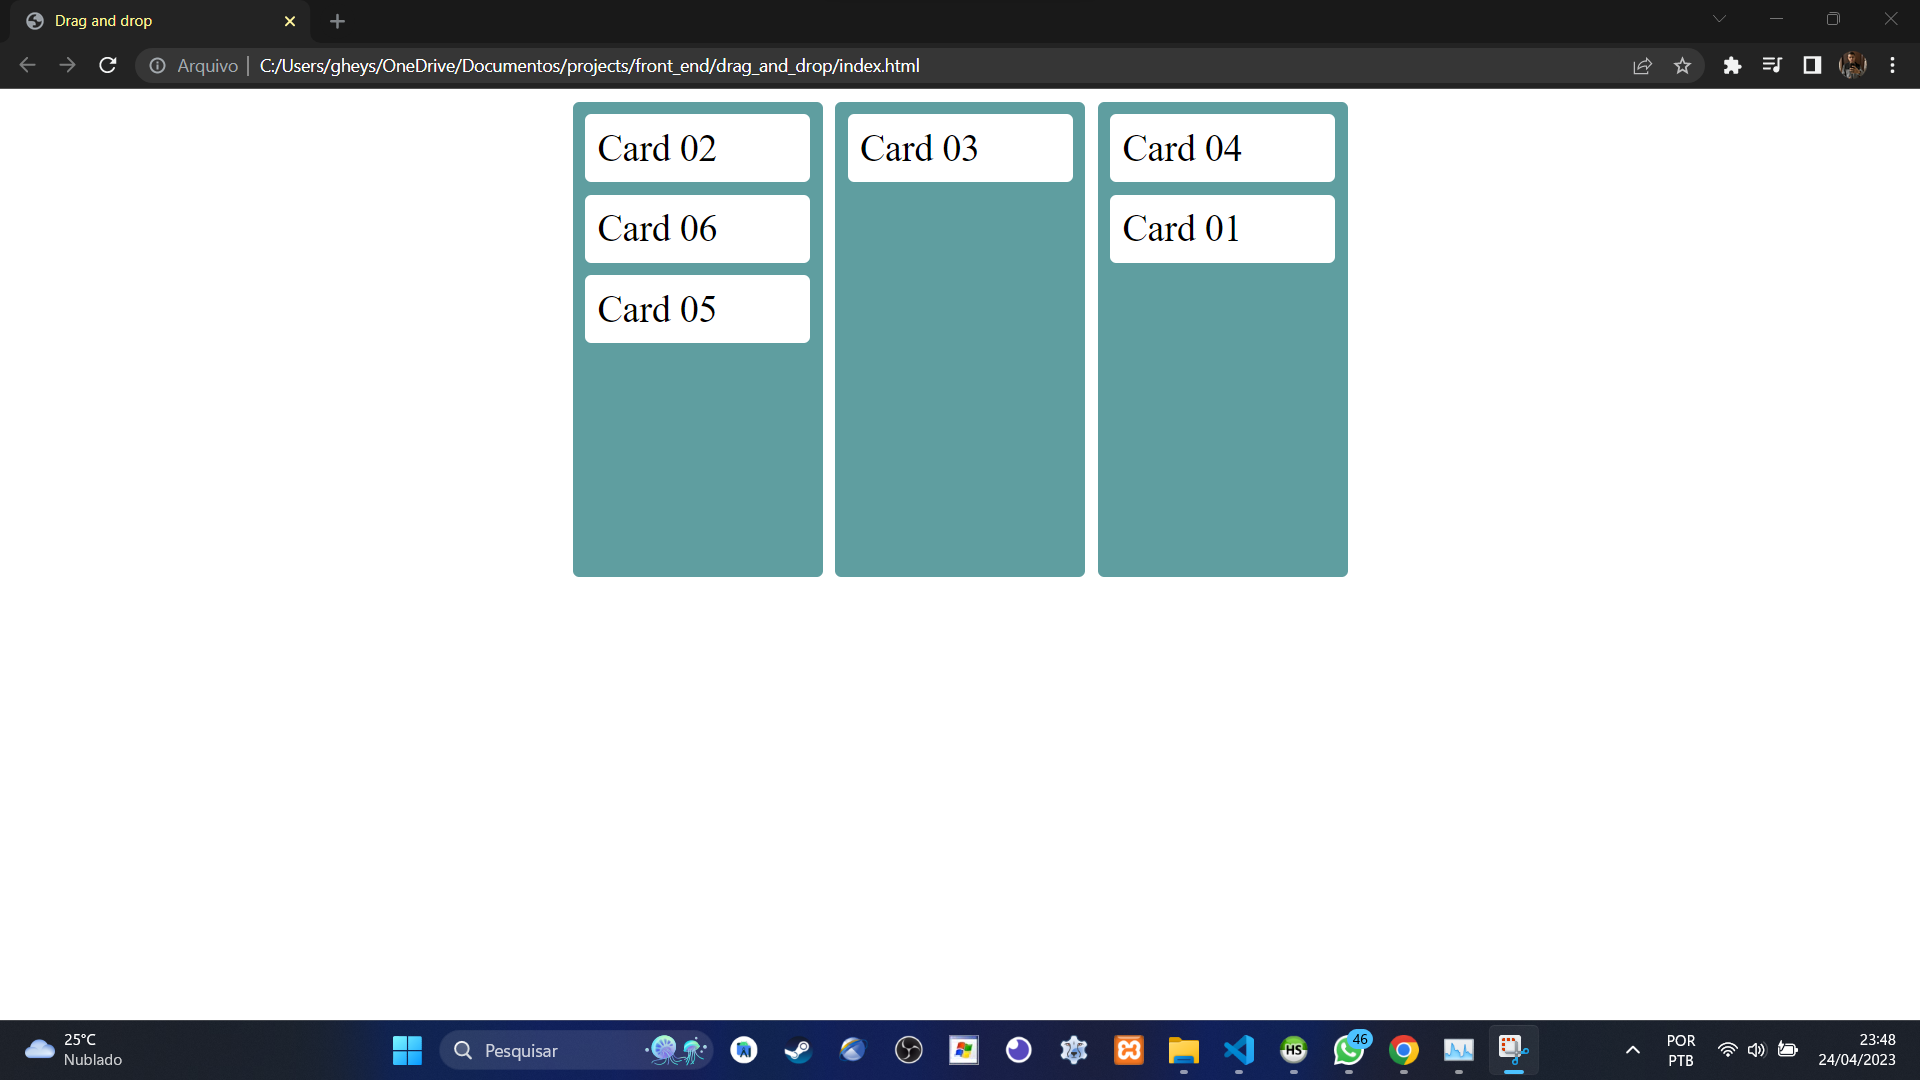 Drag and drop
Arquivo
C:/Users/gheys/OneDrive/Documentos/projects/front_end/drag_and_drop/index.html
Card 02
Card 06
Card 05
Card 03
Card 04
Card 01
25°C
Nublado
Pesquisar
HS
46
POR
PTB
23:48
24/04/2023